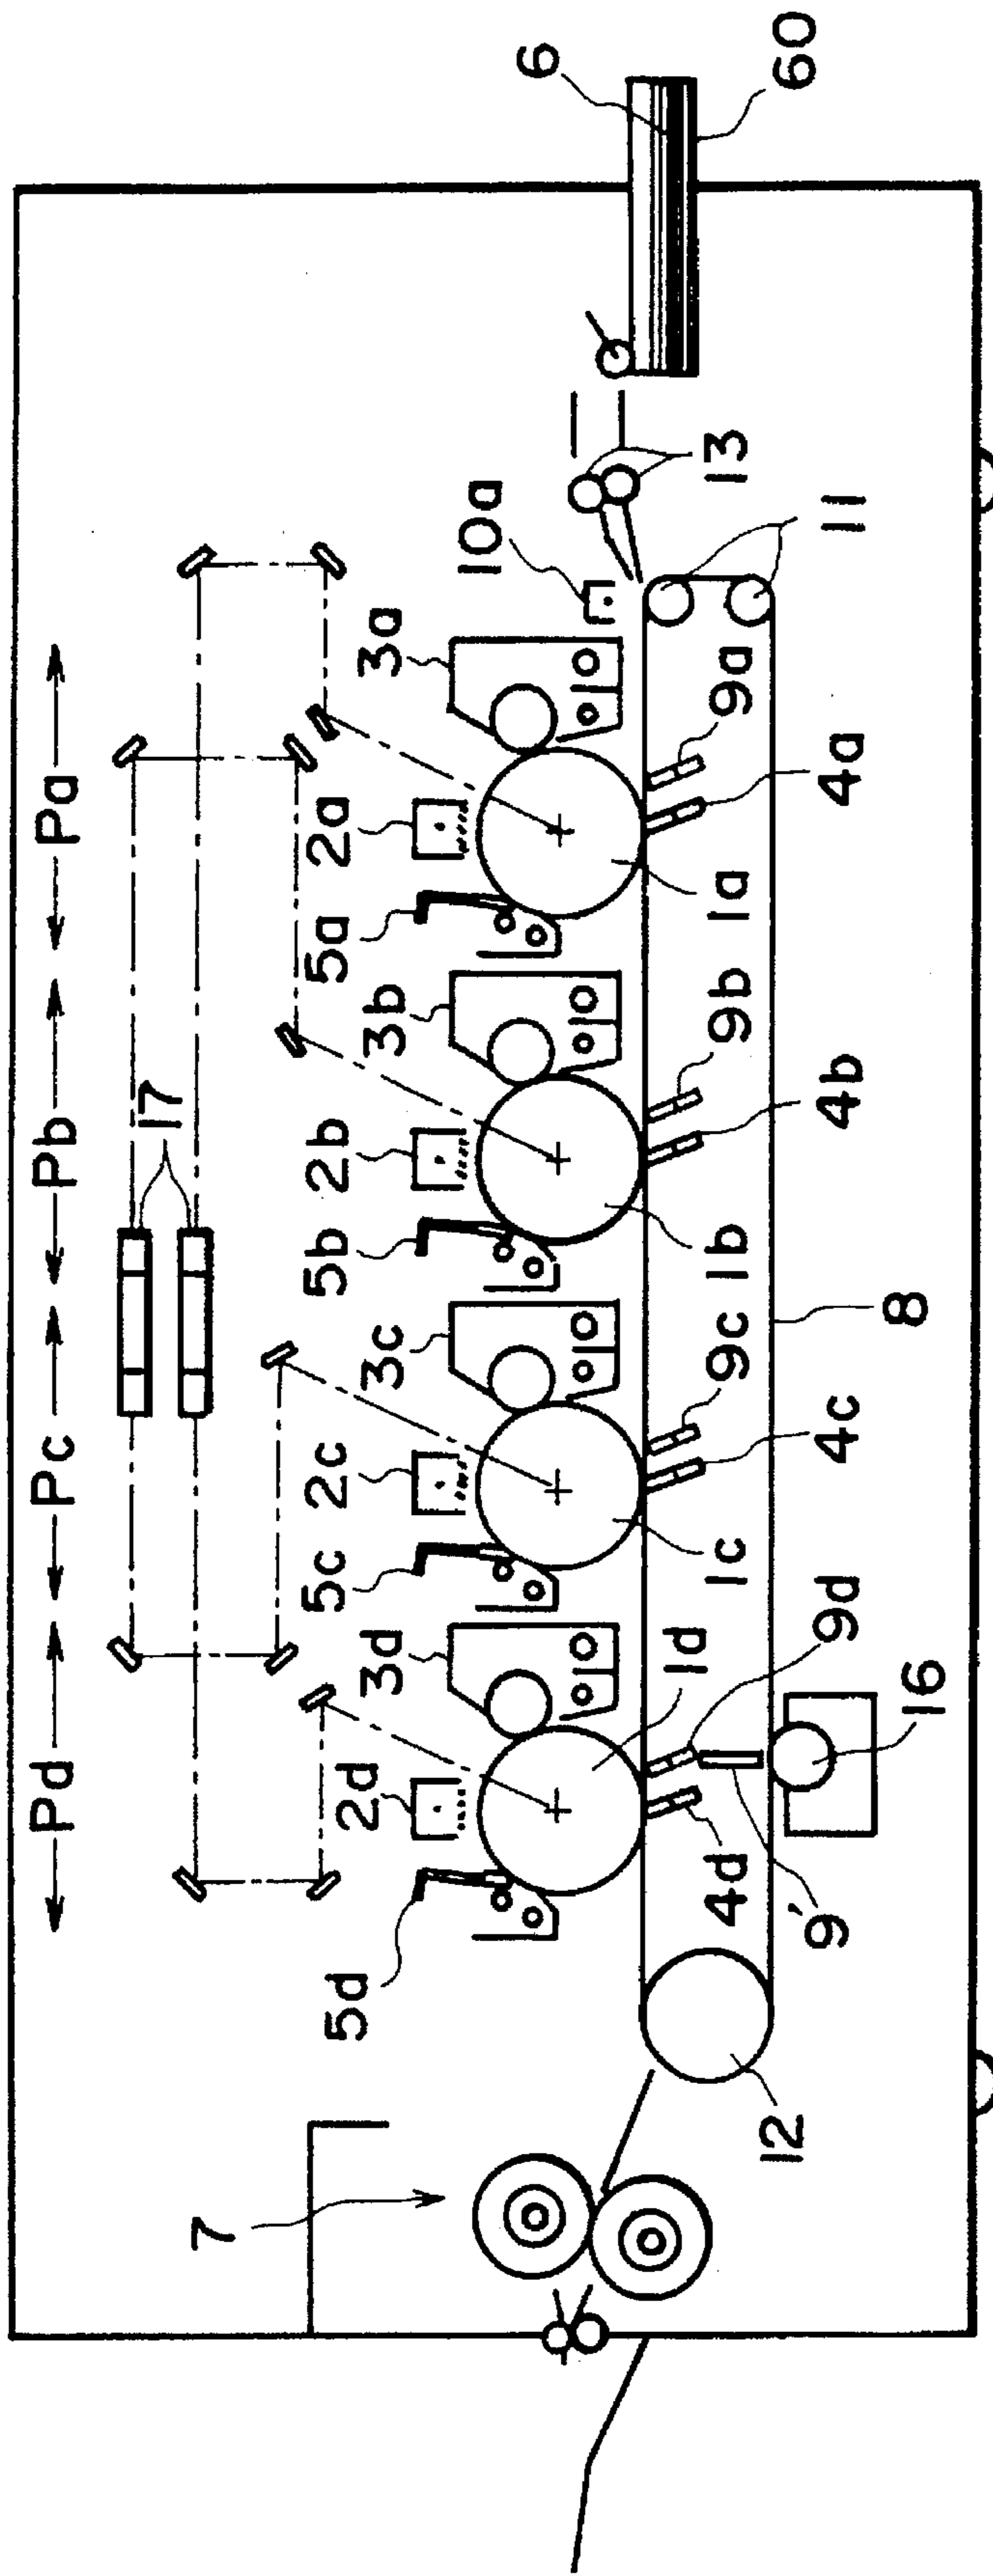 Pd Pc Pb Pa
17
7
5d 2d 3d
5c 2c 3c
5b 2b 3b
5a 2a 3a
10a
6
60
13
11
12
4d 9' 1d 9d
16
1c 4c 9c
8
1b 4b 9b
1a 4a 9a